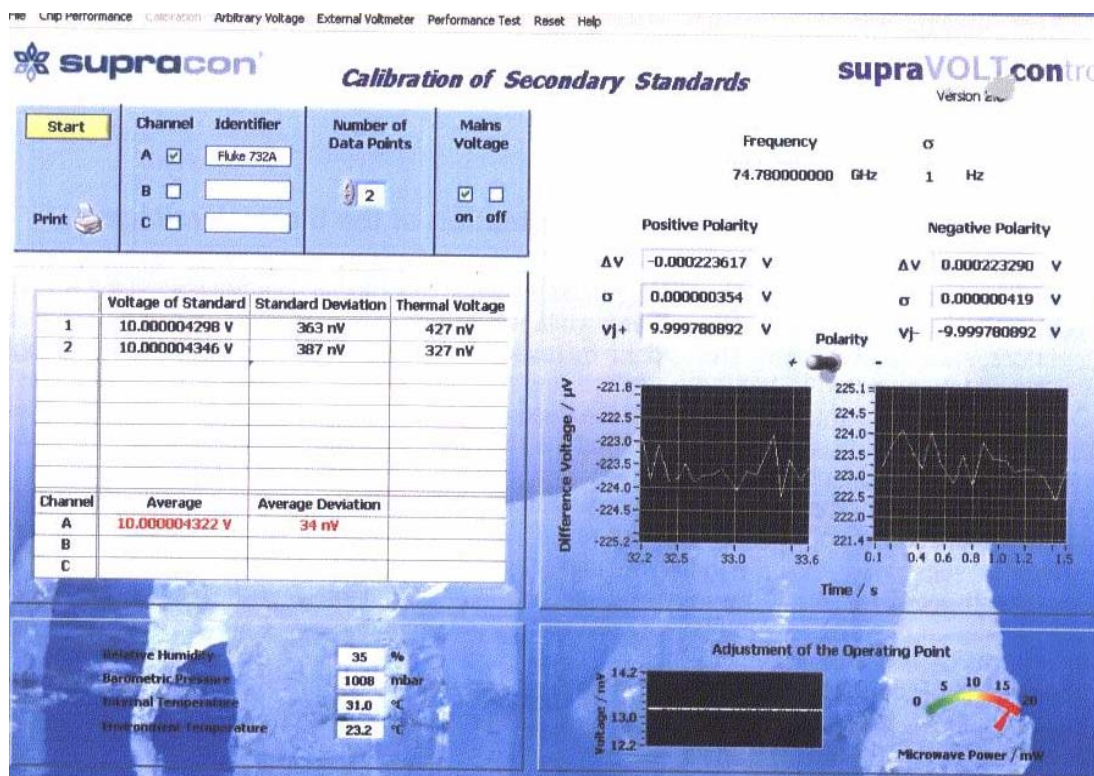 File Chip Performance Calibration Arbitrary Voltage External Voltmeter Performance Test Reset Help
supracon
Calibration of Secondary Standards
supraVOLTcontro
Version
Start
Channel Identifier
A Fluke 732A
B
C
Print
Number of
Data Points
2
Mains
Voltage
on off
Frequency σ
74.780000000 GHz 1 Hz
Positive Polarity
ΔV -0.000223617 V
σ 0.000000354 V
Vj+ 9.999780892 V
Negative Polarity
ΔV 0.000223290 V
σ 0.000000419 V
Vj- -9.999780892 V
Polarity
+ -
Voltage of Standard Standard Deviation Thermal Voltage
1 10.000004298 V 363 nV 427 nV
2 10.000004346 V 387 nV 327 nV
Channel Average Average Deviation
A 10.000004322 V 34 nV
B
C
Difference Voltage / µV
-221.8
-222.5
-223.0
-223.5
-224.0
-224.5
-225.2
32.2 32.5 33.0 33.6
225.1
224.5
224.0
223.5
223.0
222.5
222.0
221.4
0.1 0.4 0.6 0.8 1.0 1.2 1.5
Time / s
Relative Humidity 35 %
Barometric Pressure 1008 mbar
Internal Temperature 31.0 °C
Environment Temperature 23.2 °C
Adjustment of the Operating Point
Voltage / mV
14.2
13.0
12.2
0 5 10 15 20
Microwave Power / mW